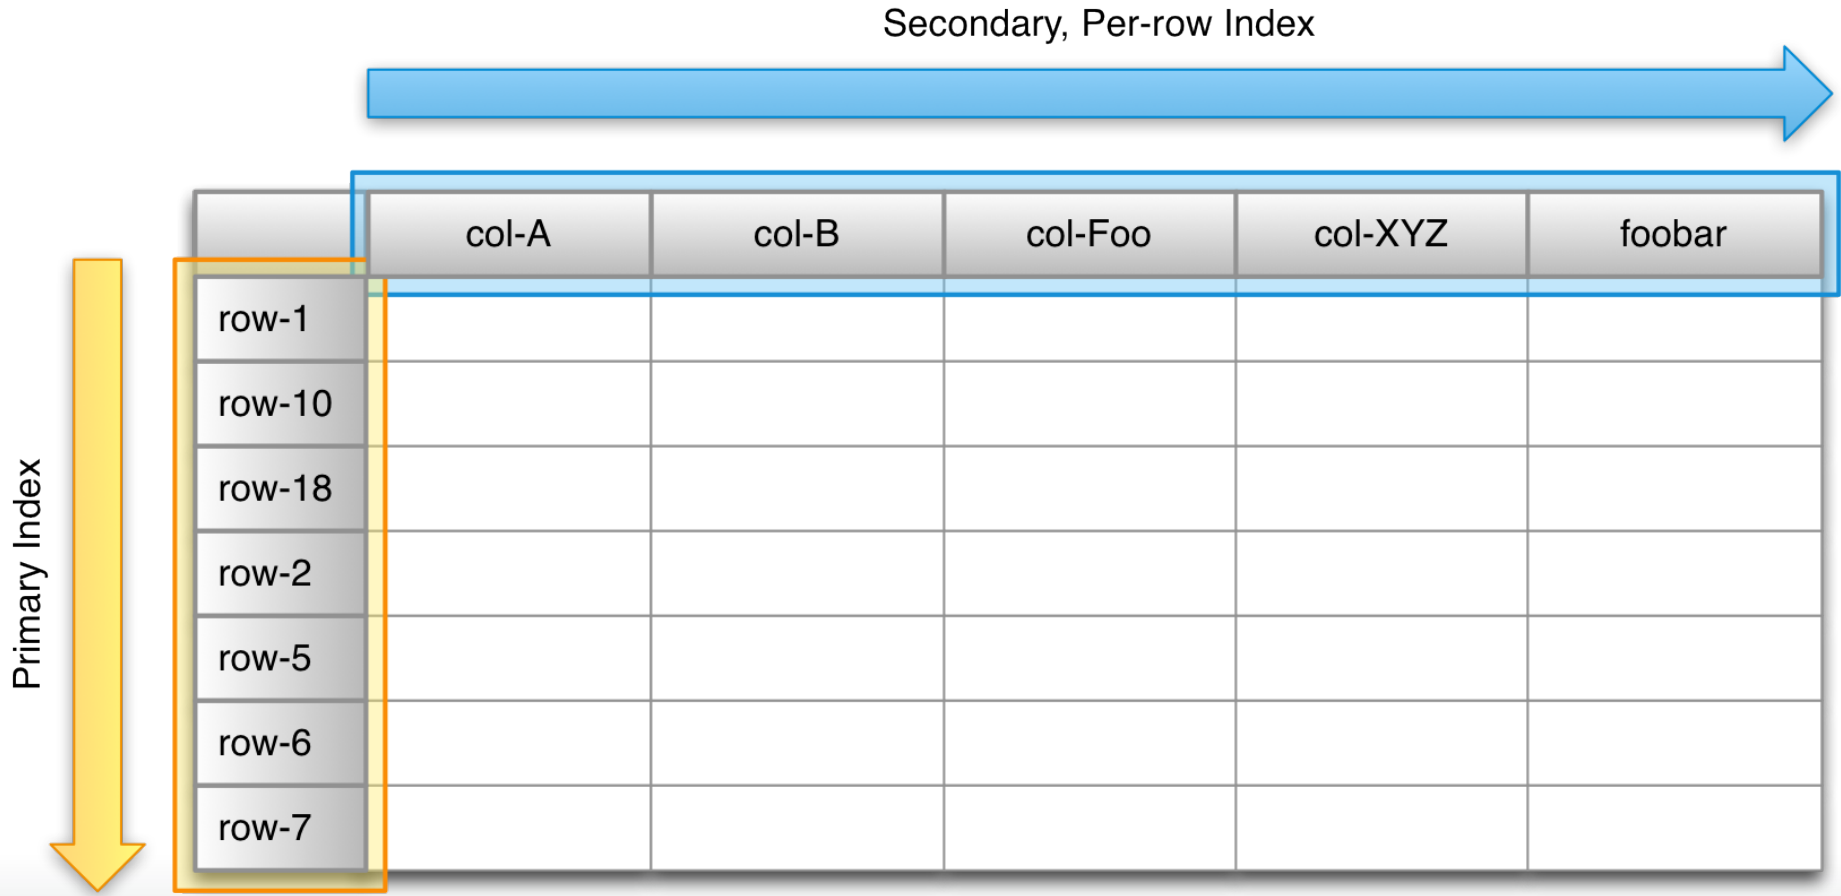 Secondary, Per-row Index
col-A col-B col-Foo col-XYZ foobar
Primary Index
row-1
row-10
row-18
row-2
row-5
row-6
row-7